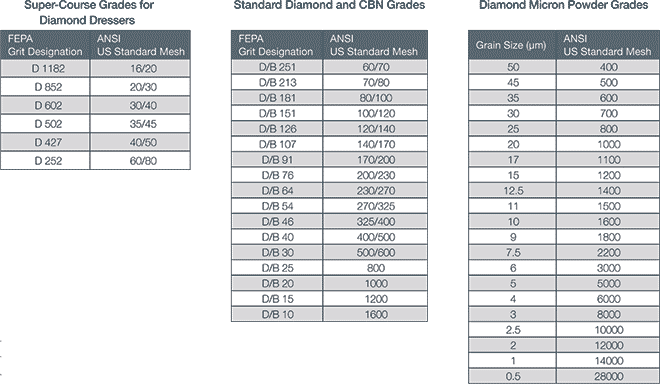 Super-Course Grades for
Diamond Dressers
FEPA
Grit Designation
ANSI
US Standard Mesh
D 1182 16/20
D 852 20/30
D 602 30/40
D 502 35/45
D 427 40/50
D 252 60/80
Standard Diamond and CBN Grades
FEPA
Grit Designation
ANSI
US Standard Mesh
D/B 251 60/70
D/B 213 70/80
D/B 181 80/100
D/B 151 100/120
D/B 126 120/140
D/B 107 140/170
D/B 91 170/200
D/B 76 200/230
D/B 64 230/270
D/B 54 270/325
D/B 46 325/400
D/B 40 400/500
D/B 30 500/600
D/B 25 800
D/B 20 1000
D/B 15 1200
D/B 10 1600
Diamond Micron Powder Grades
Grain Size (µm)
ANSI
US Standard Mesh
50 400
45 500
35 600
30 700
25 800
20 1000
17 1100
15 1200
12.5 1400
11 1500
10 1600
9 1800
7.5 2200
6 3000
5 5000
4 6000
3 8000
2.5 10000
2 12000
1 14000
0.5 28000